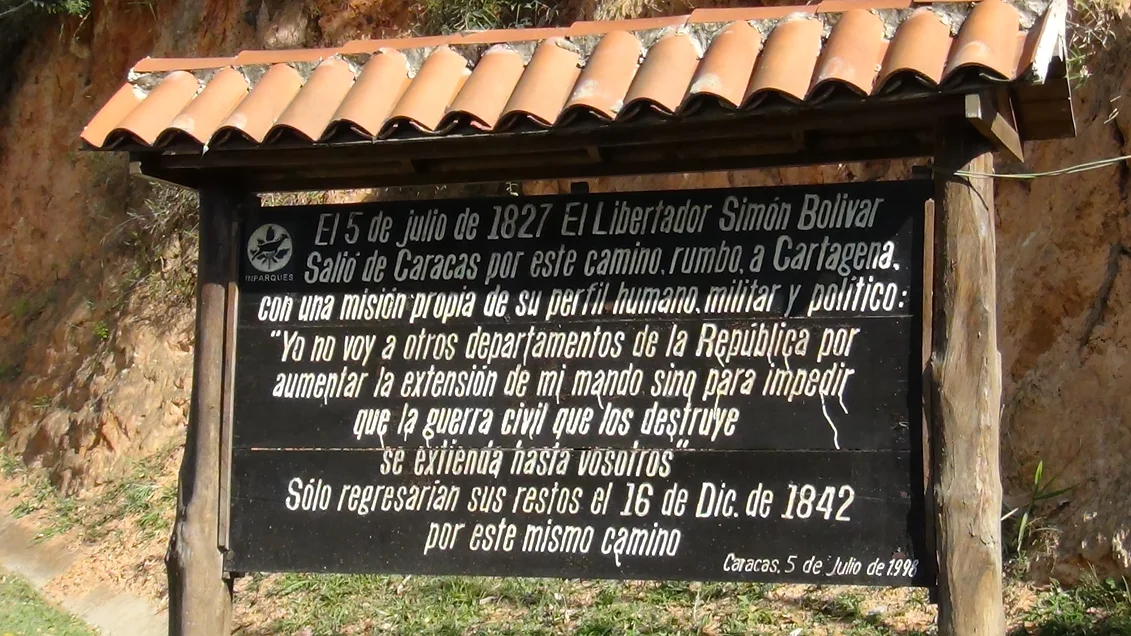 El 5 de julio de 1827 El Libertador Simón Bolivar
INPARQUES
Salió de Caracas por este camino, rumbo, a Cartagena,
con una misión propia de su perfil humano, militar y político:
"Yo no voy a otros departamentos de la República por
aumentar la extensión de mi mando sino para impedir
que la guerra civil que los destruye
se extienda hasta vosotros"
Sólo regresarían sus restos el 16 de Dic. de 1842
por este mismo camino
Caracas, 5 de Julio de 1.998